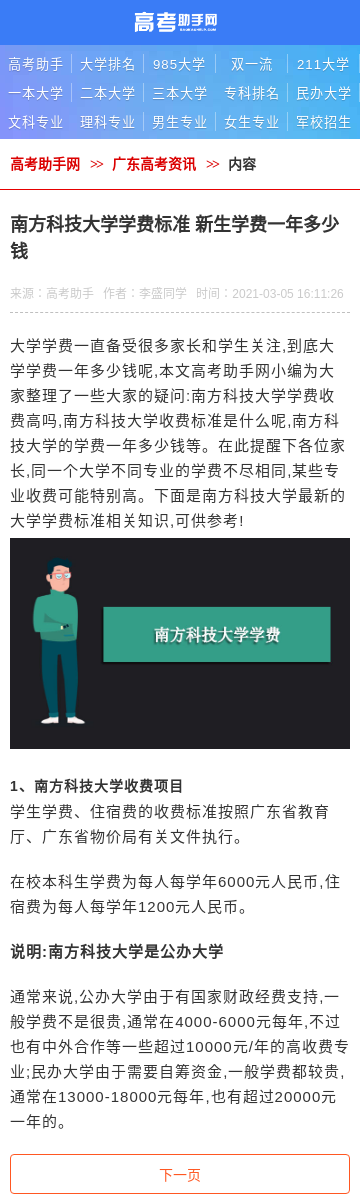 高考助手网
高考助手 大学排名 985大学 双一流 211大学
一本大学 二本大学 三本大学 专科排名 民办大学
文科专业 理科专业 男生专业 女生专业 军校招生
高考助手网 >> 广东高考资讯 >> 内容
南方科技大学学费标准 新生学费一年多少
钱
来源：高考助手 作者：李盛同学 时间：2021-03-05 16:11:26
大学学费一直备受很多家长和学生关注,到底大
学学费一年多少钱呢,本文高考助手网小编为大
家整理了一些大家的疑问:南方科技大学学费收
费高吗,南方科技大学收费标准是什么呢,南方科
技大学的学费一年多少钱等。在此提醒下各位家
长,同一个大学不同专业的学费不尽相同,某些专
业收费可能特别高。下面是南方科技大学最新的
大学学费标准相关知识,可供参考!
南方科技大学学费
1、南方科技大学收费项目
学生学费、住宿费的收费标准按照广东省教育
厅、广东省物价局有关文件执行。
在校本科生学费为每人每学年6000元人民币,住
宿费为每人每学年1200元人民币。
说明:南方科技大学是公办大学
通常来说,公办大学由于有国家财政经费支持,一
般学费不是很贵,通常在4000-6000元每年,不过
也有中外合作等一些超过10000元/年的高收费专
业;民办大学由于需要自筹资金,一般学费都较贵,
通常在13000-18000元每年,也有超过20000元
一年的。
下一页